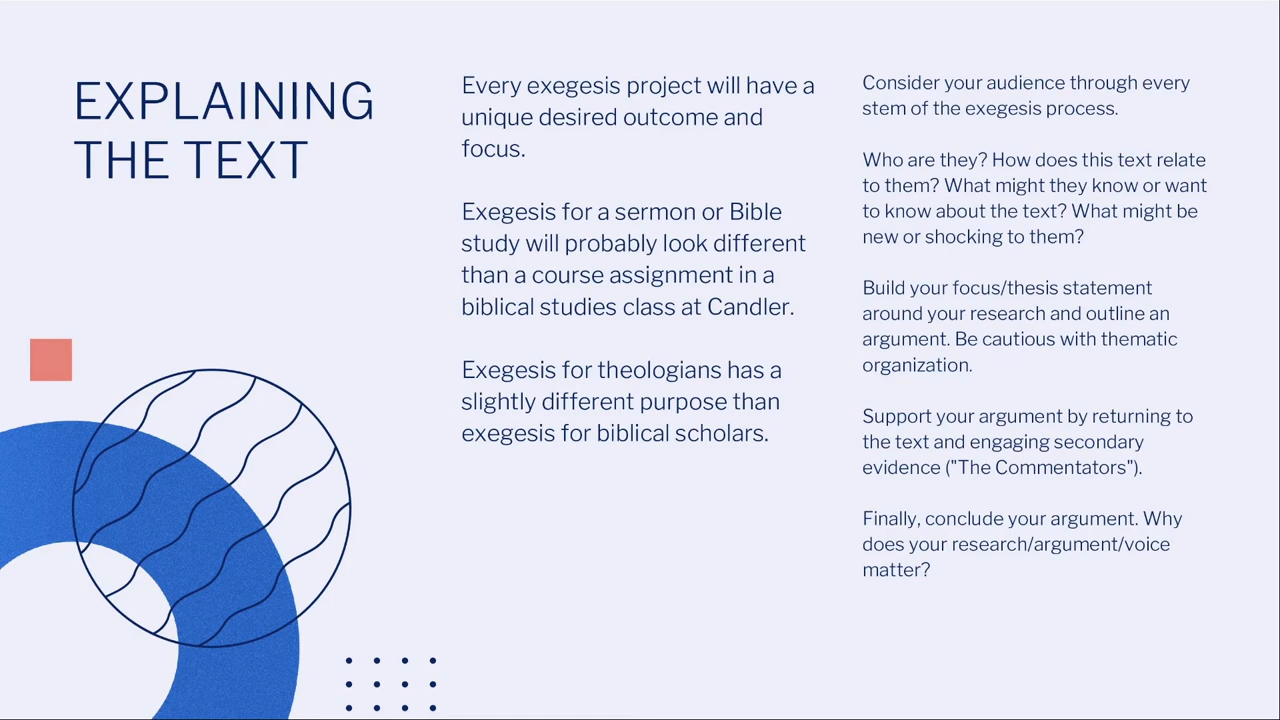 EXPLAINING
THE TEXT
Every exegesis project will have a
unique desired outcome and
focus.
Exegesis for a sermon or Bible
study will probably look different
than a course assignment in a
biblical studies class at Candler.
Exegesis for theologians has a
slightly different purpose than
exegesis for biblical scholars.
Consider your audience through every
stem of the exegesis process.
Who are they? How does this text relate
to them? What might they know or want
to know about the text? What might be
new or shocking to them?
Build your focus/thesis statement
around your research and outline an
argument. Be cautious with thematic
organization.
Support your argument by returning to
the text and engaging secondary
evidence ("The Commentators").
Finally, conclude your argument. Why
does your research/argument/voice
matter?